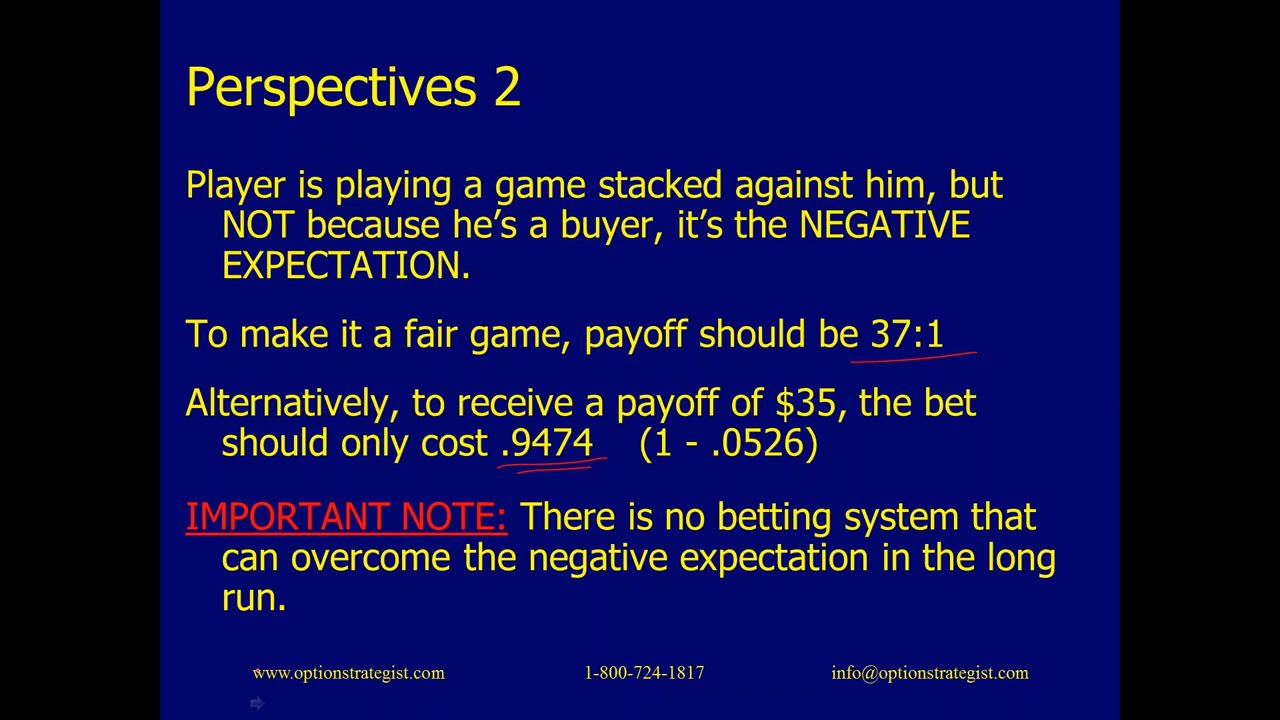 Perspectives 2
Player is playing a game stacked against him, but
NOT because he’s a buyer, it’s the NEGATIVE
EXPECTATION.
To make it a fair game, payoff should be 37:1
Alternatively, to receive a payoff of $35, the bet
should only cost .9474 (1 - .0526)
IMPORTANT NOTE: There is no betting system that
can overcome the negative expectation in the long
run.
www.optionstrategist.com 1-800-724-1817 info@optionstrategist.com